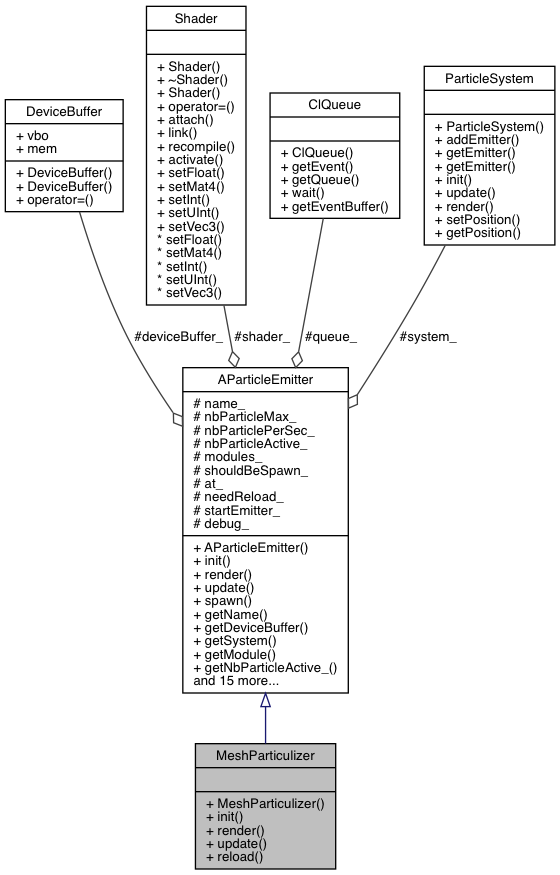 Shader
+ Shader()
+ ~Shader()
+ Shader()
+ operator=()
+ attach()
+ link()
+ recompile()
+ activate()
+ setFloat()
+ setMat4()
+ setInt()
+ setUInt()
+ setVec3()
* setFloat()
* setMat4()
* setInt()
* setUInt()
* setVec3()
DeviceBuffer
+ vbo
+ mem
+ DeviceBuffer()
+ DeviceBuffer()
+ operator=()
ClQueue
+ ClQueue()
+ getEvent()
+ getQueue()
+ wait()
+ getEventBuffer()
ParticleSystem
+ ParticleSystem()
+ addEmitter()
+ getEmitter()
+ getEmitter()
+ init()
+ update()
+ render()
+ setPosition()
+ getPosition()
#deviceBuffer_
#shader_
#queue_
#system_
AParticleEmitter
# name_
# nbParticleMax_
# nbParticlePerSec_
# nbParticleActive_
# modules_
# shouldBeSpawn_
# at_
# needReload_
# startEmitter_
# debug_
+ AParticleEmitter()
+ init()
+ render()
+ update()
+ spawn()
+ getName()
+ getDeviceBuffer()
+ getSystem()
+ getModule()
+ getNbParticleActive_()
and 15 more...
MeshParticulizer
+ MeshParticulizer()
+ init()
+ render()
+ update()
+ reload()